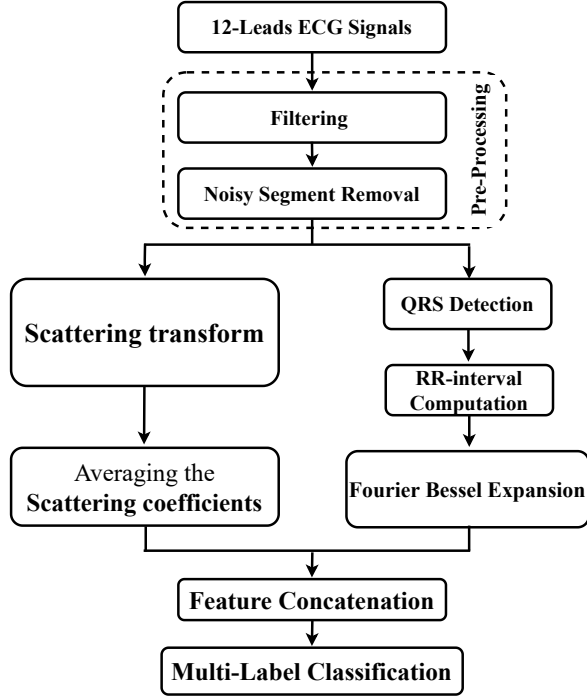 12-Leads ECG Signals
Filtering
Noisy Segment Removal
Pre-Processing
Scattering transform
QRS Detection
RR-interval
Computation
Averaging the
Scattering coefficients
Fourier Bessel Expansion
Feature Concatenation
Multi-Label Classification